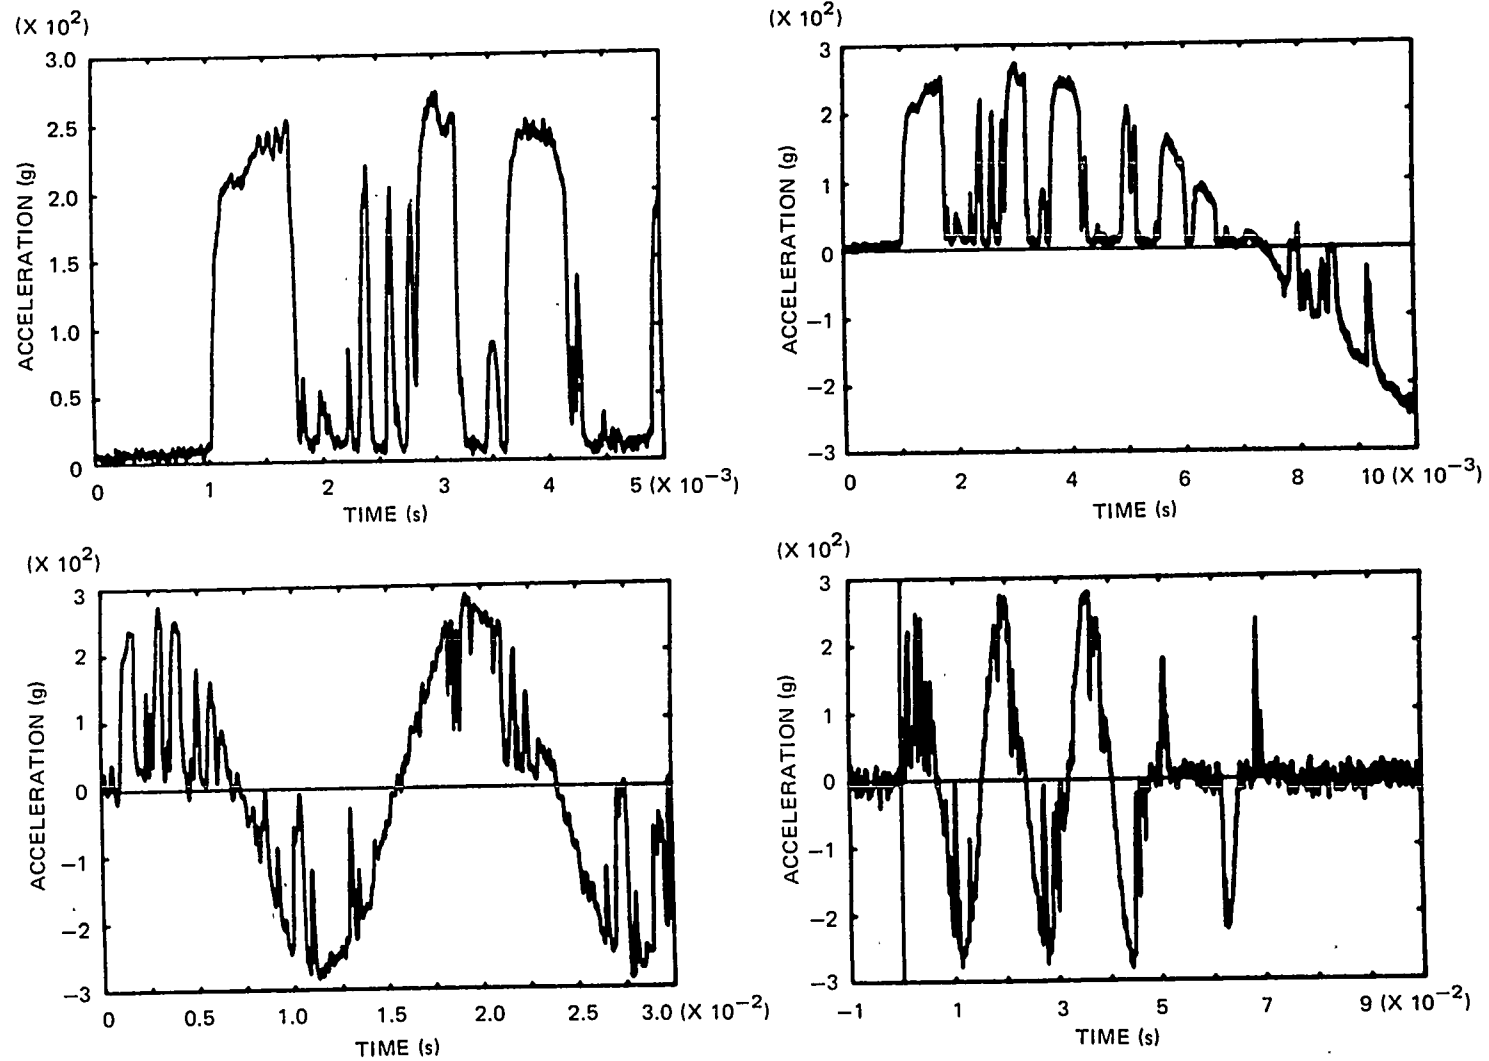 (X 10²)
3.0
2.5
2.0
1.5
1.0
0.5
0
ACCELERATION (g)
0 1 2 3 4 5 (X 10⁻³)
TIME (s)
(X 10²)
3
2
1
0
−1
−2
−3
ACCELERATION (g)
0 2 4 6 8 10 (X 10⁻³)
TIME (s)
(X 10²)
3
2
1
0
−1
−2
−3
ACCELERATION (g)
0 0.5 1.0 1.5 2.0 2.5 3.0 (X 10⁻²)
TIME (s)
(X 10²)
3
2
1
0
−1
−2
−3
ACCELERATION (g)
−1 1 3 5 7 9 (X 10⁻²)
TIME (s)